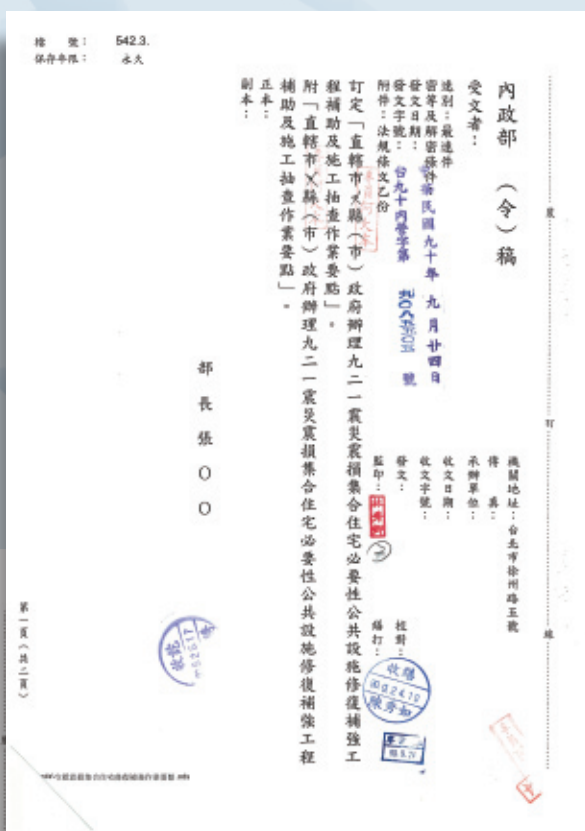 檔 號： 542.3.
保存年限： 永久
裝
訂
線
內政部 （令）稿
機關地址：台北市徐州路五號
傳 真：
受文者：
承辦單位：
收文日期：
收文字號：
速別：最速件
密等及解密條件：
發文日期：中華民國九十年 九 月 廿四 日
發文字號：台九十內營字第 號
附件：法規條文乙份
發文：
監印：
校對：
繕打：
收繕
90.9.24.10
訂定「直轄市×縣（市）政府辦理九二一震災震損集合住宅必要性公共設施修復補強工
程補助及施工抽查作業要點」。
附「直轄市×縣（市）政府辦理九二一震災震損集合住宅必要性公共設施修復補強工程
補助及施工抽查作業要點」。
正本：
副本：
部 長 張 ○ ○
第一頁（共二頁）